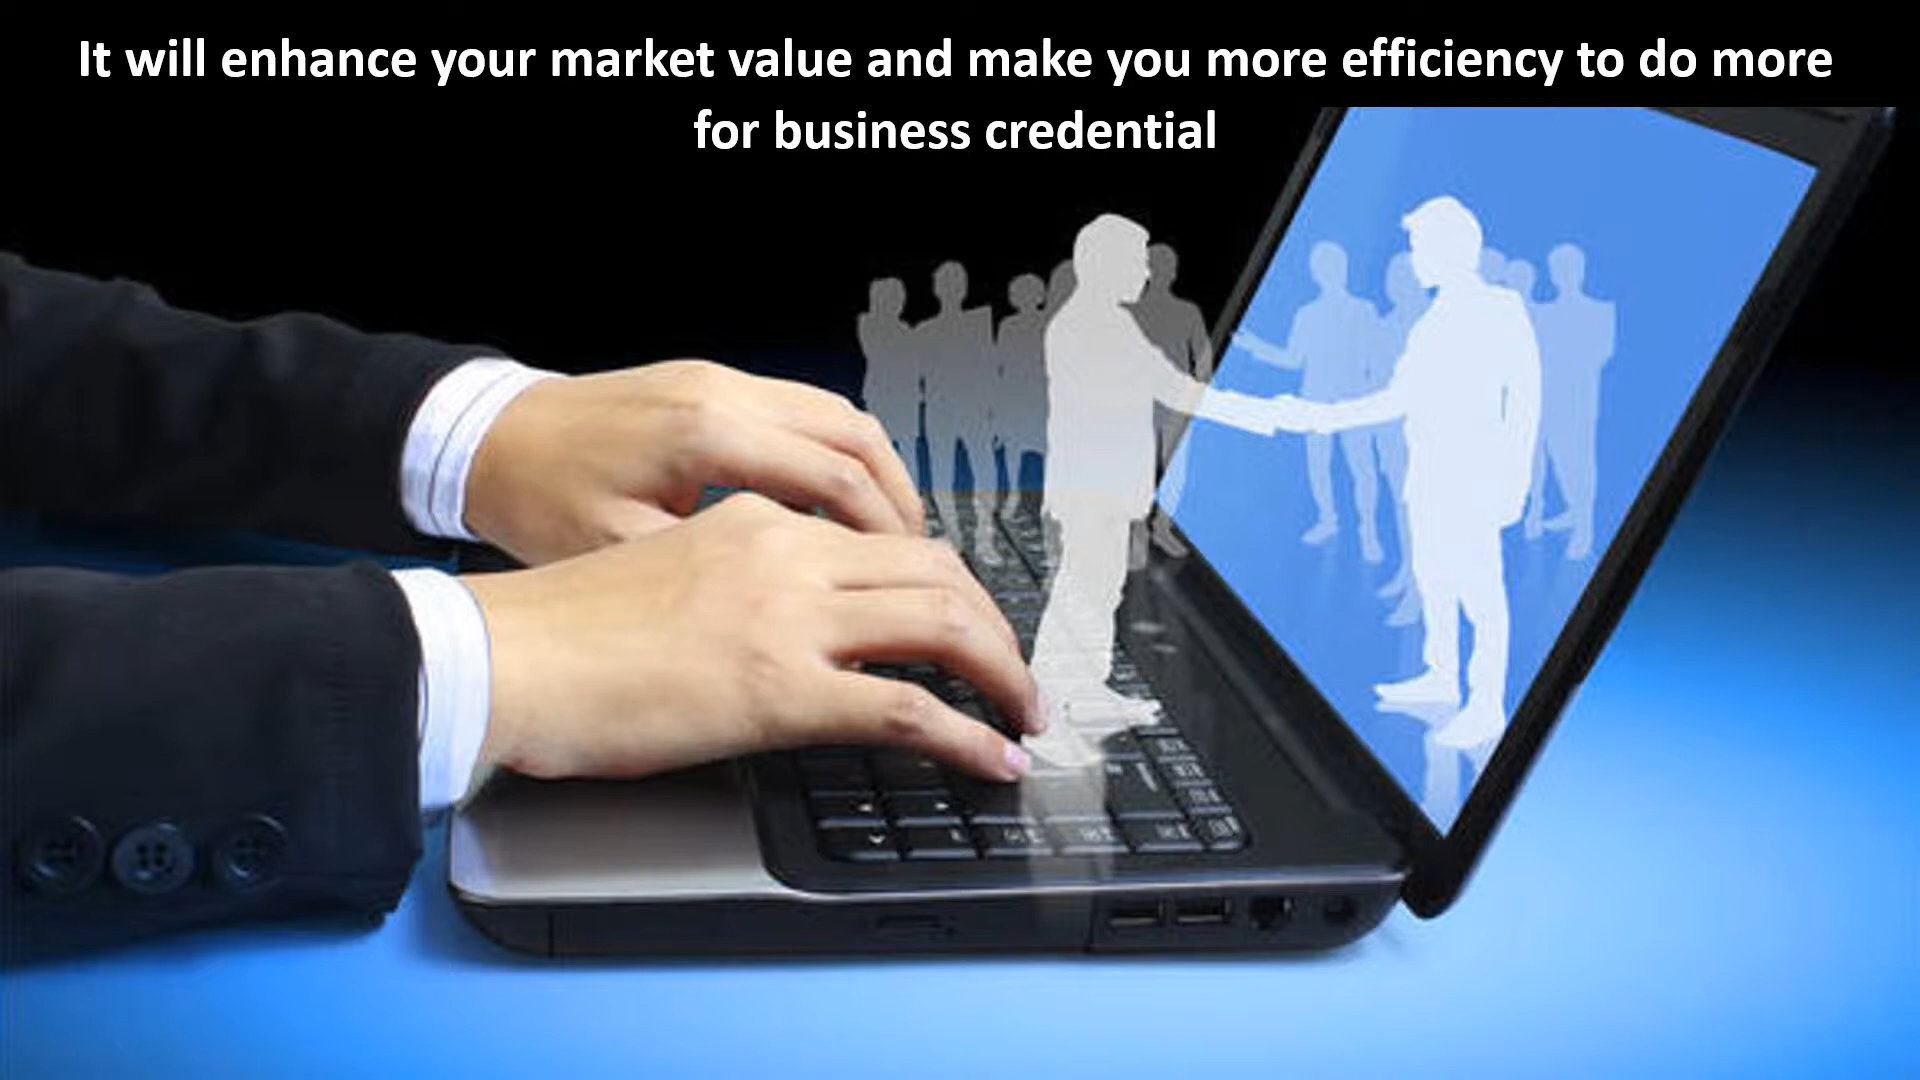 It will enhance your market value and make you more efficiency to do more
for business credential